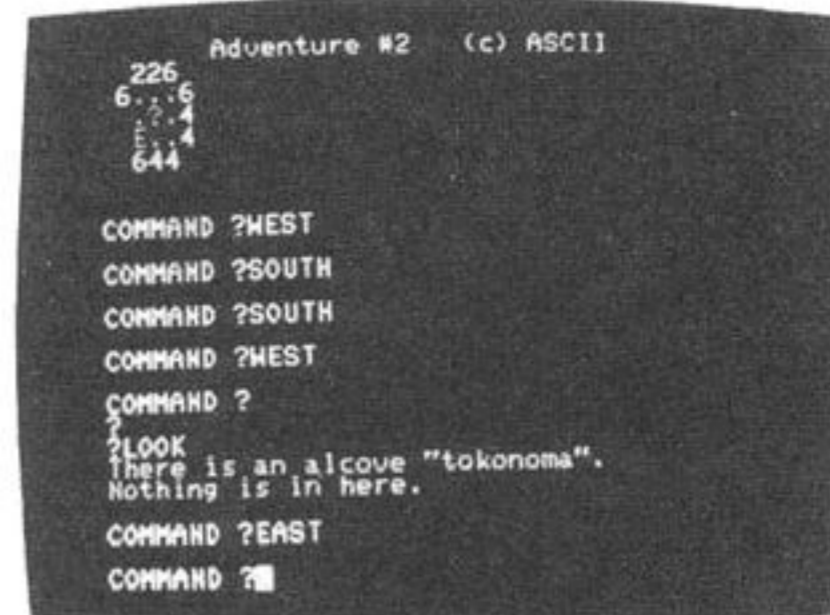 Adventure #2 (c) ASCII
226
6...6
.?.4
E..4
644
COMMAND ?WEST
COMMAND ?SOUTH
COMMAND ?SOUTH
COMMAND ?WEST
COMMAND ?
?
?LOOK
There is an alcove "tokonoma".
Nothing is in here.
COMMAND ?EAST
COMMAND ?